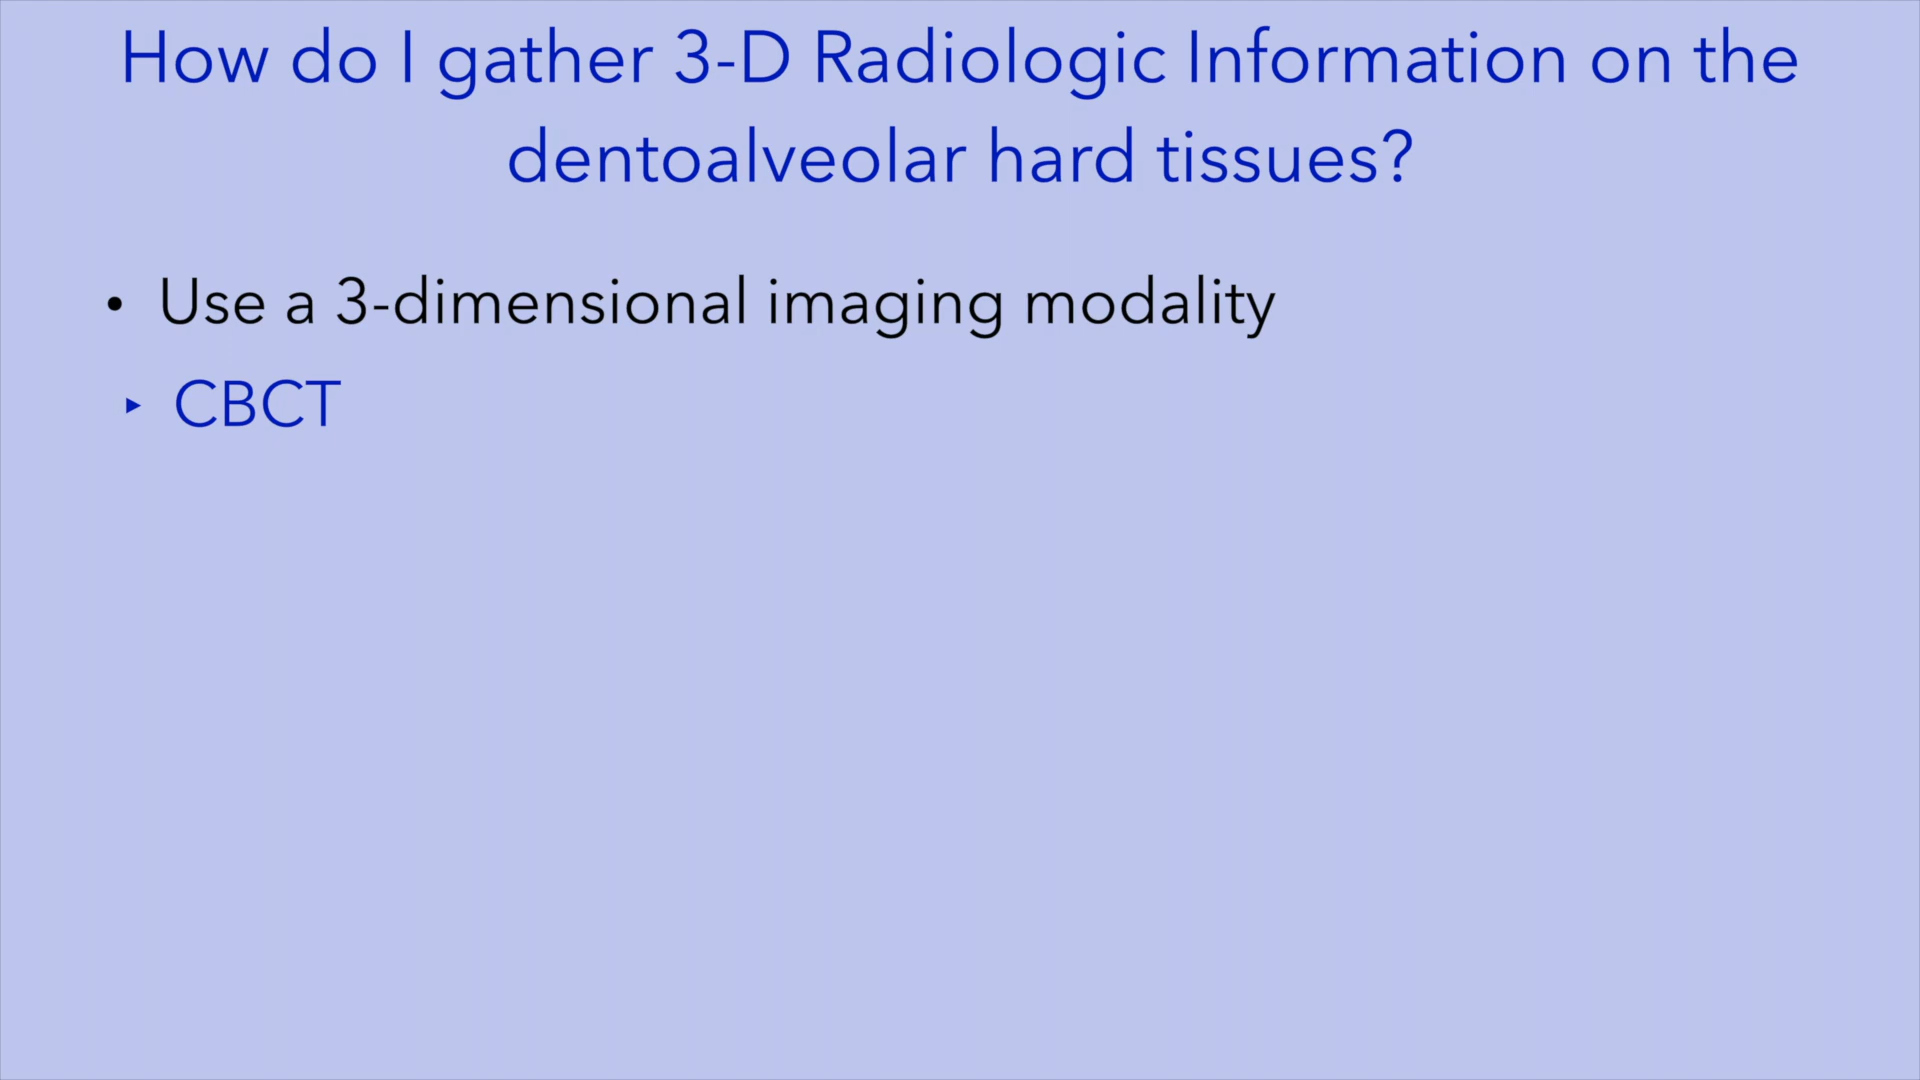 How do I gather 3-D Radiologic Information on the
dentoalveolar hard tissues?
• Use a 3-dimensional imaging modality
▸ CBCT